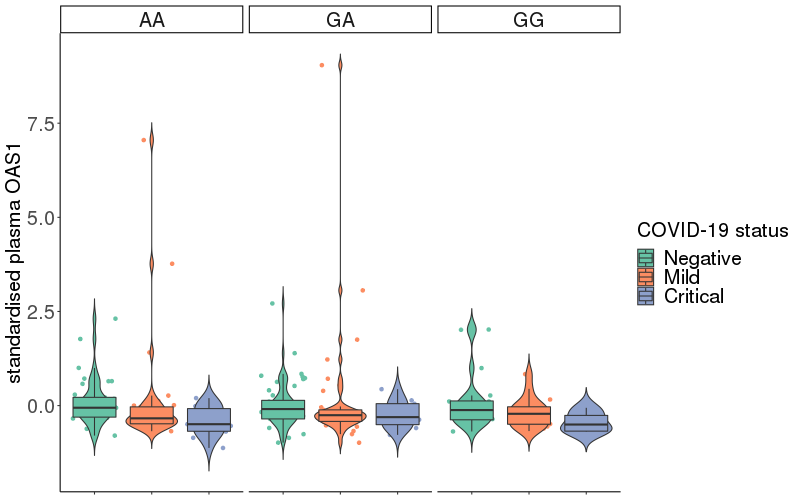 AA
GA
GG
standardised plasma OAS1
7.5
5.0
2.5
0.0
COVID-19 status
Negative
Mild
Critical